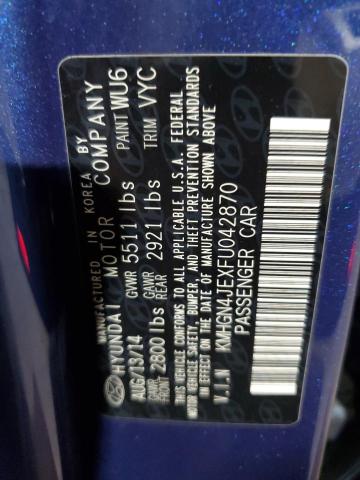 HYUNDAI MOTOR COMPANY
MFD. IN KOREA BY
AUG/13/14 GVWR 5511 lbs PAINT WU6
GAWR FRONT 2800 lbs GAWR REAR 2921 lbs TRIM VYC
THIS VEHICLE CONFORMS TO ALL APPLICABLE U.S.A. FEDERAL
MOTOR VEHICLE SAFETY, BUMPER, AND THEFT PREVENTION STANDARDS
IN EFFECT ON THE DATE OF MANUFACTURE SHOWN ABOVE
V.I.N KMHGN4JEXFU042870
PASSENGER CAR